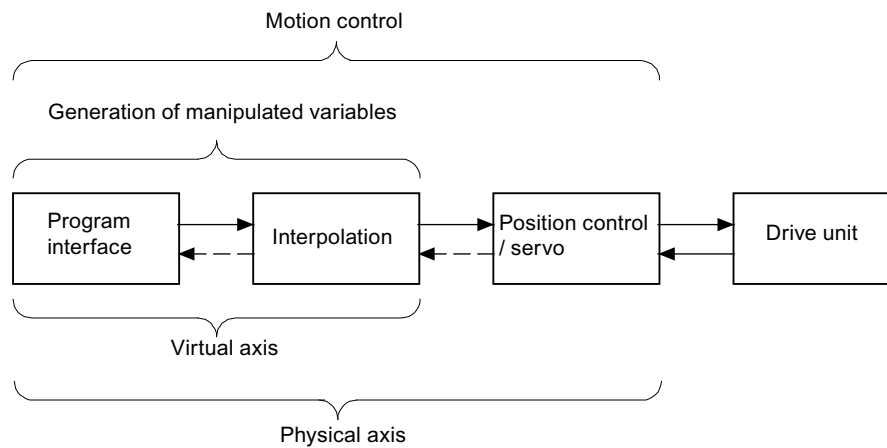 Motion control
Generation of manipulated variables
Program
interface
Interpolation
Position control
/ servo
Drive unit
Virtual axis
Physical axis